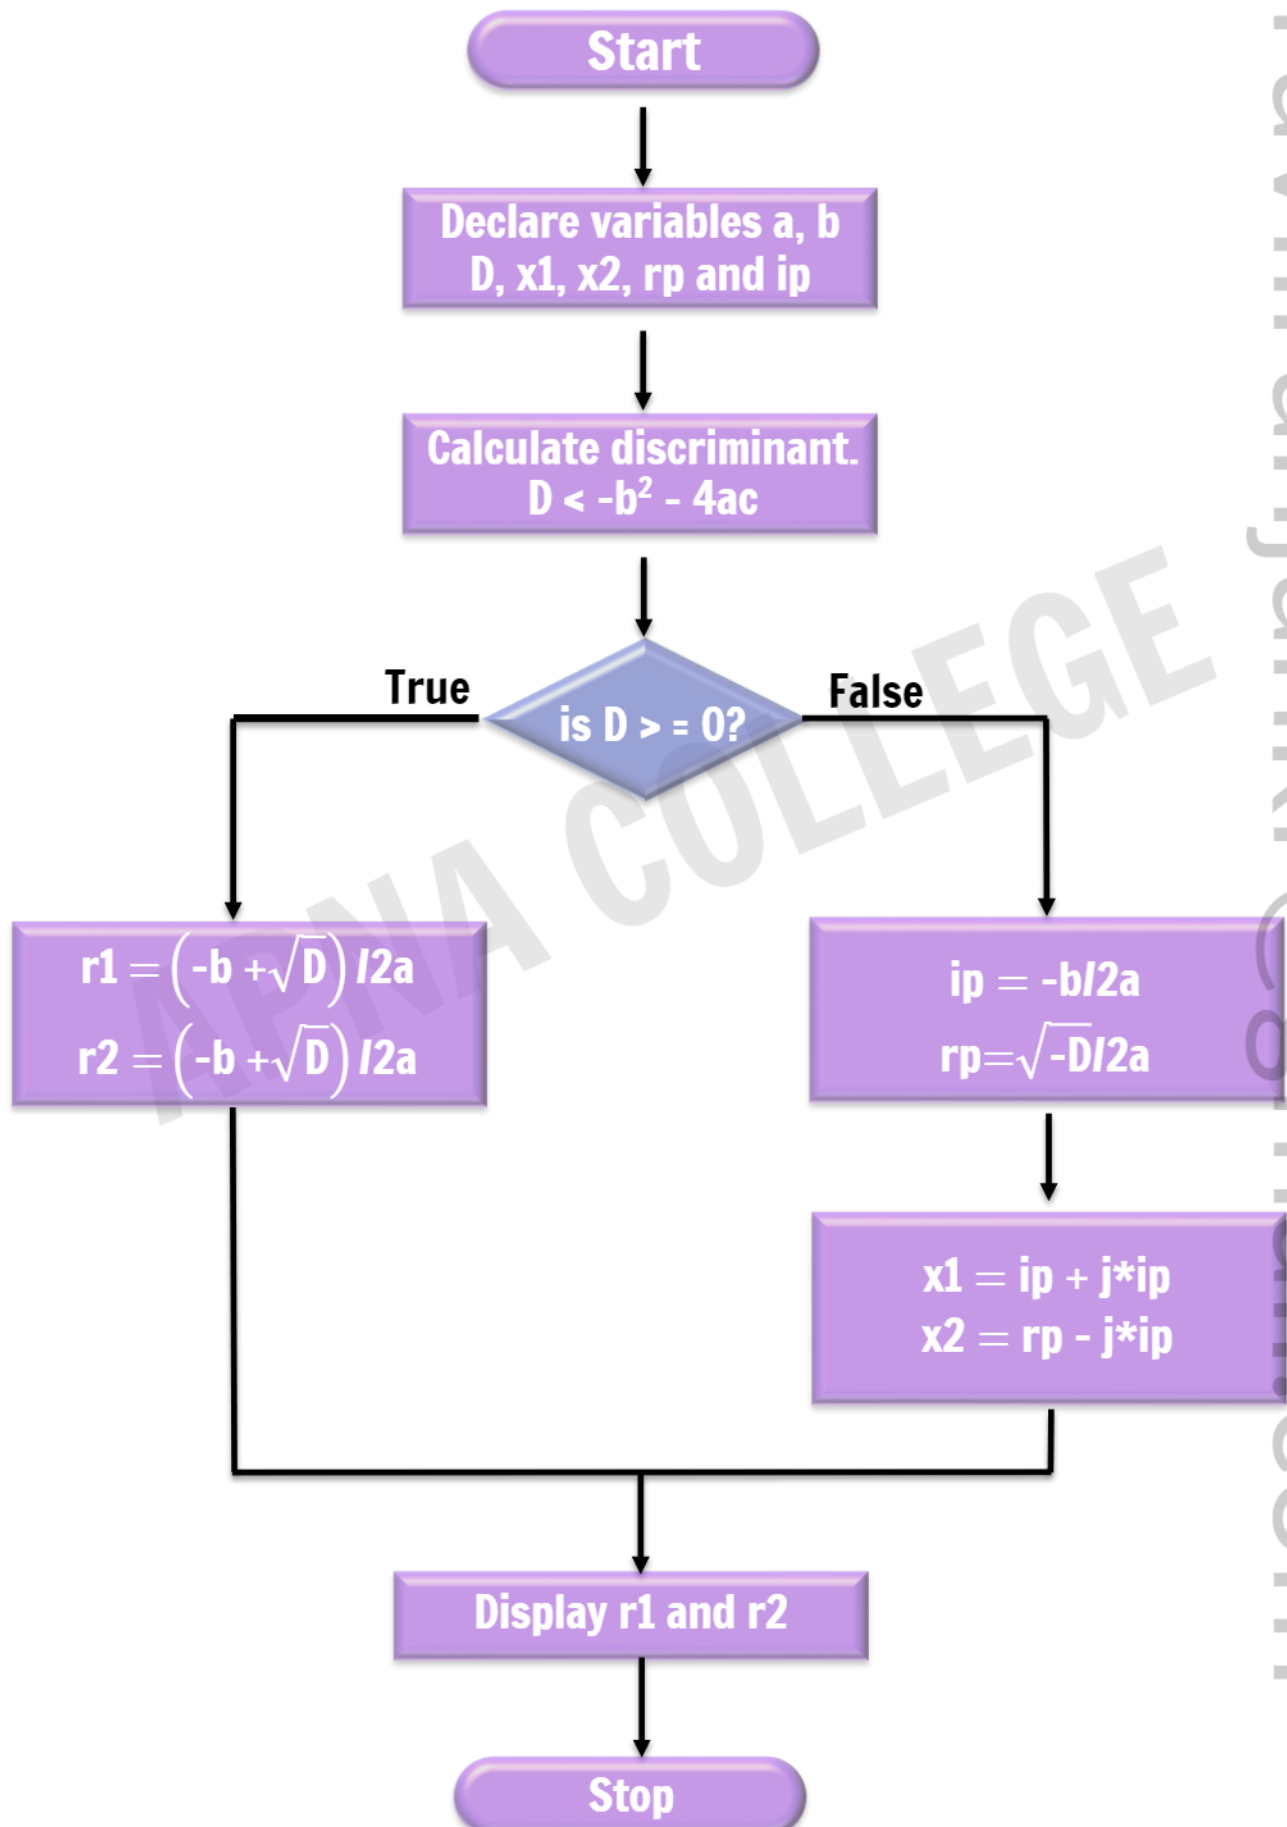 Start
Declare variables a, b
D, x1, x2, rp and ip
Calculate discriminant.
D < -b² - 4ac
is D > = 0?
True
False
r1 = (-b + √D) /2a
r2 = (-b + √D) /2a
ip = -b/2a
rp=√-D/2a
x1 = ip + j*ip
x2 = rp - j*ip
Display r1 and r2
Stop
APNA COLLEGE